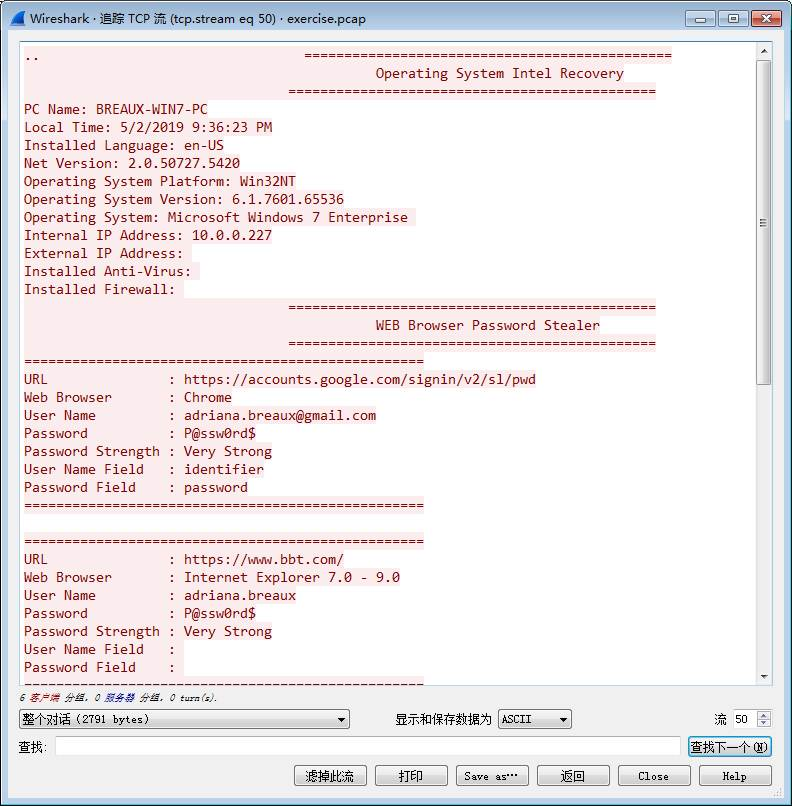 Wireshark · 追踪 TCP 流 (tcp.stream eq 50) · exercise.pcap
.. ==============================================
Operating System Intel Recovery
==============================================
PC Name: BREAUX-WIN7-PC
Local Time: 5/2/2019 9:36:23 PM
Installed Language: en-US
Net Version: 2.0.50727.5420
Operating System Platform: Win32NT
Operating System Version: 6.1.7601.65536
Operating System: Microsoft Windows 7 Enterprise
Internal IP Address: 10.0.0.227
External IP Address:
Installed Anti-Virus:
Installed Firewall:
==============================================
WEB Browser Password Stealer
==============================================
==================================================
URL : https://accounts.google.com/signin/v2/sl/pwd
Web Browser : Chrome
User Name : adriana.breaux@gmail.com
Password : P@ssw0rd$
Password Strength : Very Strong
User Name Field : identifier
Password Field : password
==================================================
==================================================
URL : https://www.bbt.com/
Web Browser : Internet Explorer 7.0 - 9.0
User Name : adriana.breaux
Password : P@ssw0rd$
Password Strength : Very Strong
User Name Field :
Password Field :
==================================================
6 客户端 分组, 0 服务器 分组, 0 turn(s).
整个对话 (2791 bytes) 显示和保存数据为 ASCII 流 50
查找: 查找下一个(N)
滤掉此流 打印 Save as… 返回 Close Help